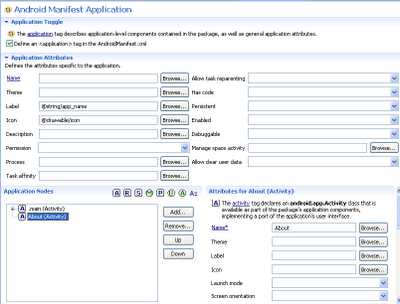 Android Manifest Application
Application Toggle
The application tag describes application-level components contained in the package, as well as general application attributes.
Define an <application> tag in the AndroidManifest.xml
Application Attributes
Defines the attributes specific to the application.
Name Browse... Allow task reparenting
Theme Browse... Has code
Label @string/app_name Browse... Persistent
Icon @drawable/icon Browse... Enabled
Description Browse... Debuggable
Permission Manage space activity Browse...
Process Browse... Allow clear user data
Task affinity Browse...
Application Nodes
A R S M P U A Az
.main (Activity)
About (Activity)
Add...
Remove...
Up
Down
Attributes for About (Activity)
The activity tag declares an android.app.Activity class that is
available as part of the package's application components,
implementing a part of the application's user interface.
Name* About Browse...
Theme Browse...
Label Browse...
Icon Browse...
Launch mode
Screen orientation